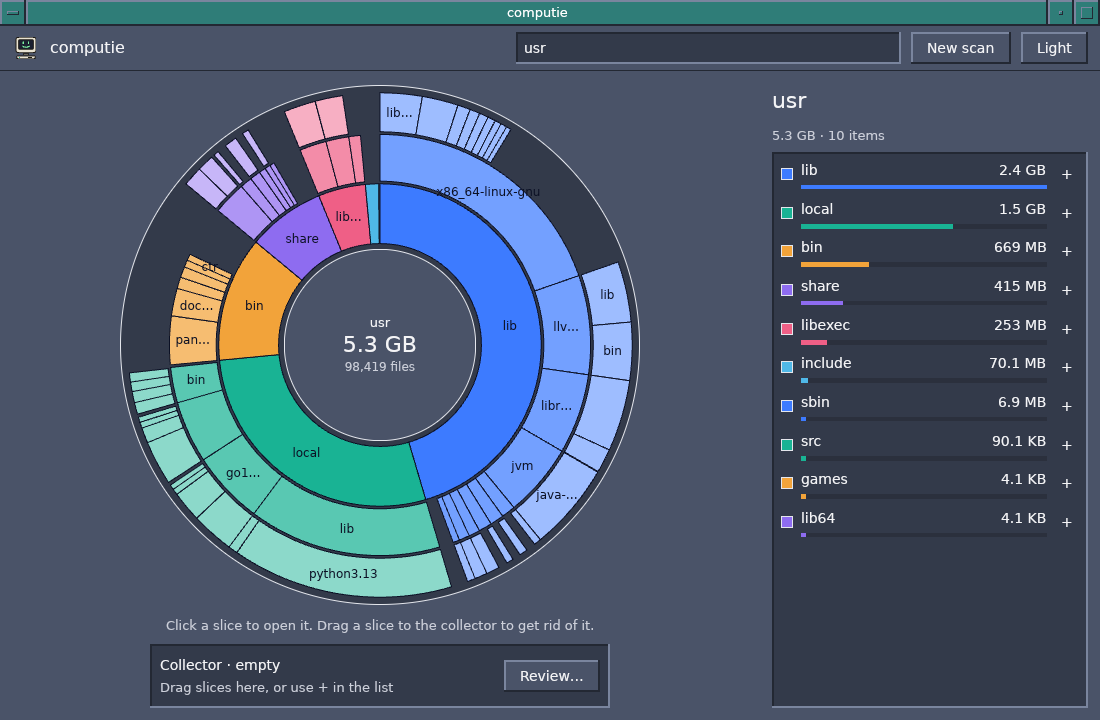 computie
computie
usr
New scan
Light
usr
5.3 GB · 10 items
lib 2.4 GB +
local 1.5 GB +
bin 669 MB +
share 415 MB +
libexec 253 MB +
include 70.1 MB +
sbin 6.9 MB +
src 90.1 KB +
games 4.1 KB +
lib64 4.1 KB +
lib...
x86_64-linux-gnu
lib...
share
ctr
lib
doc...
bin
lib
llv...
pan...
bin
usr
5.3 GB
98,419 files
bin
libr...
local
go1...
jvm
java-...
lib
python3.13
Click a slice to open it. Drag a slice to the collector to get rid of it.
Collector · empty
Drag slices here, or use + in the list
Review...